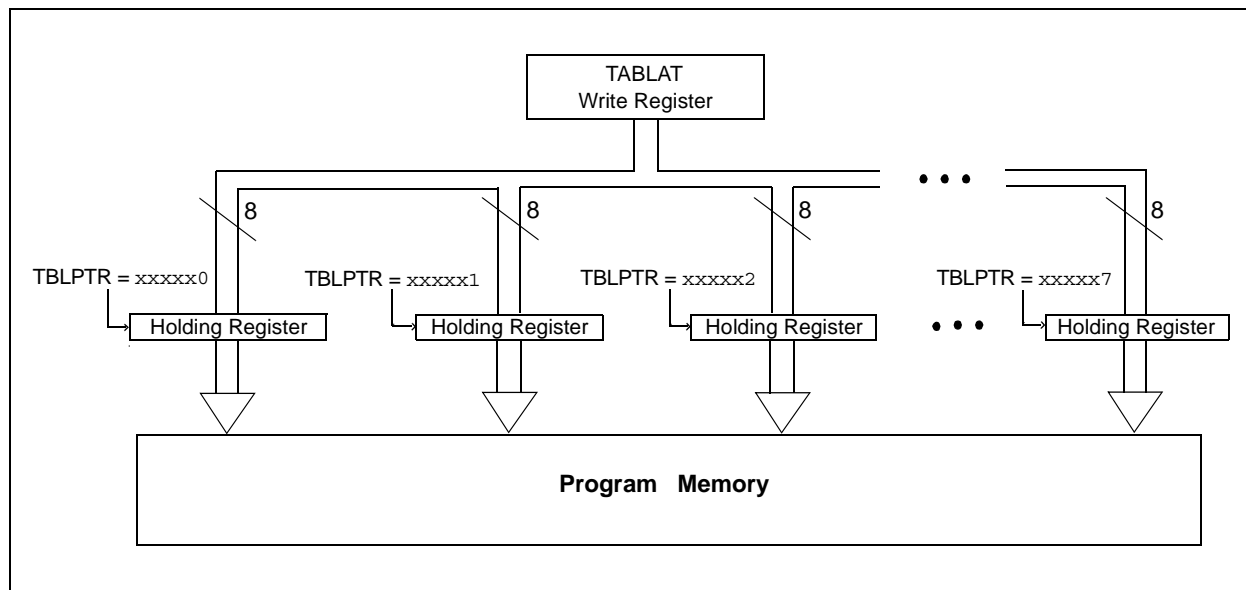 TABLAT
Write Register
8
8
8
8
TBLPTR = xxxxx0
TBLPTR = xxxxx1
TBLPTR = xxxxx2
TBLPTR = xxxxx7
Holding Register
Holding Register
Holding Register
Holding Register
Program Memory